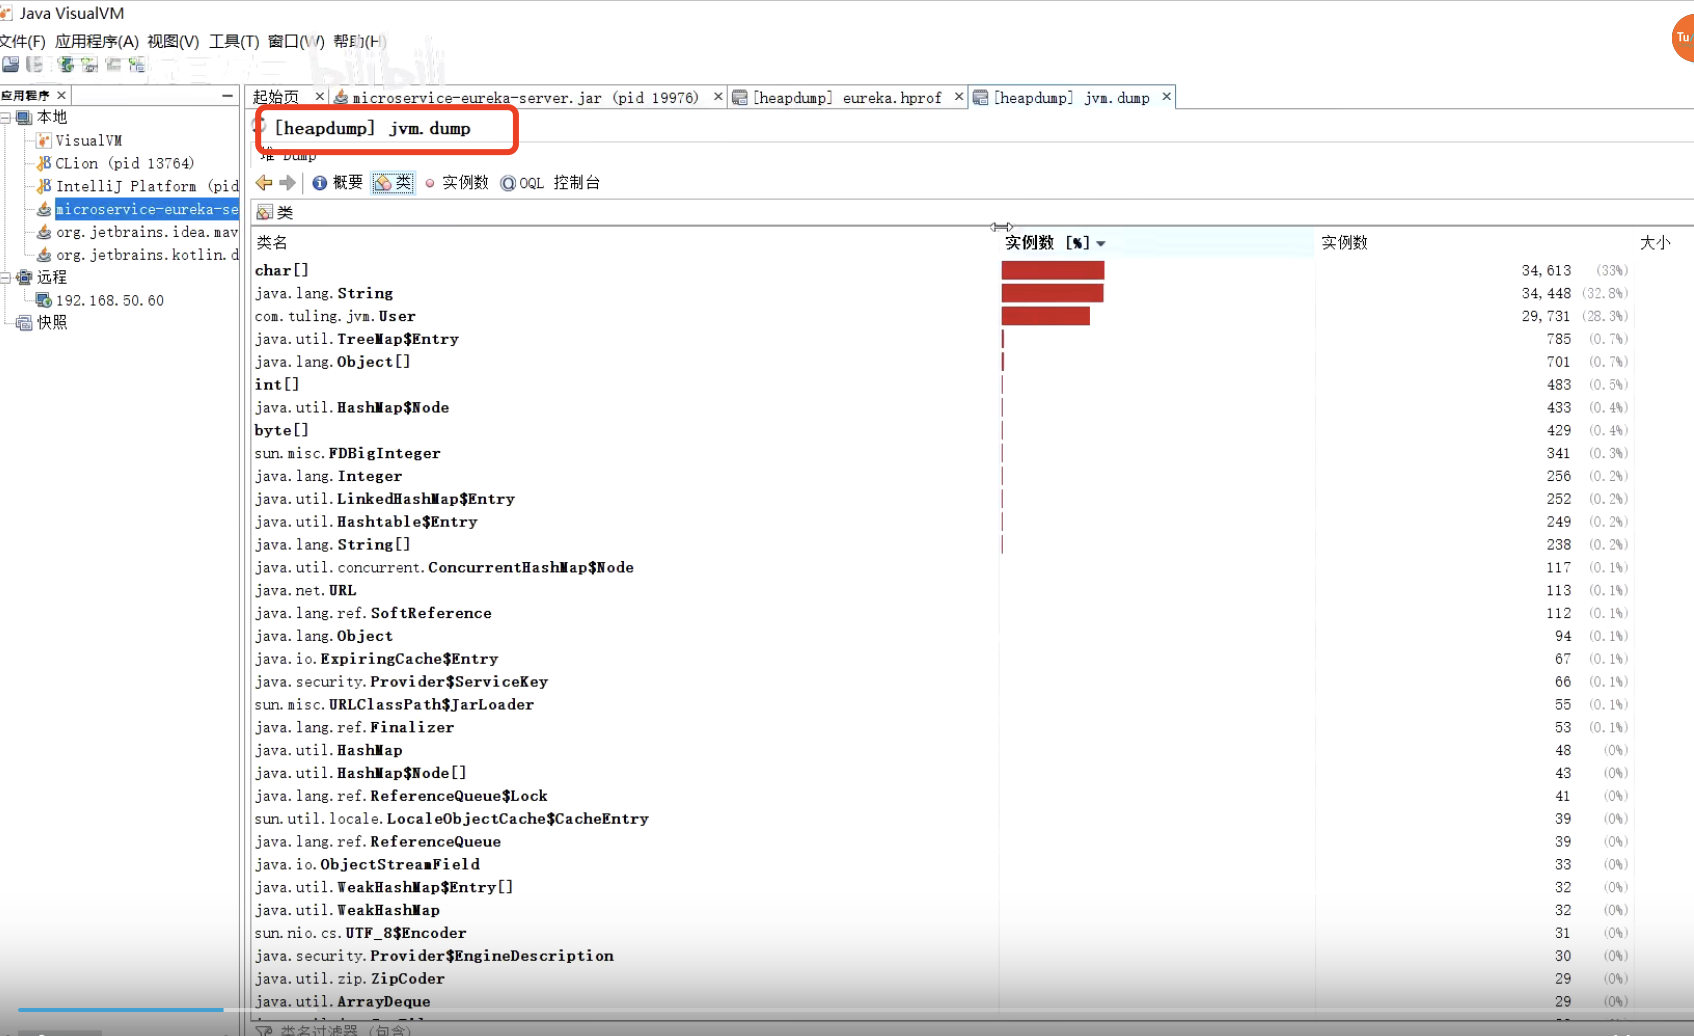 Java VisualVM
文件(F) 应用程序(A) 视图(V) 工具(T) 窗口(W) 帮助(H)
bilibili
Tu
应用程序
起始页 microservice-eureka-server.jar (pid 19976) [heapdump] eureka.hprof [heapdump] jvm.dump
本地
VisualVM
CLion (pid 13764)
IntelliJ Platform (pid
microservice-eureka-se
org.jetbrains.idea.mav
org.jetbrains.kotlin.d
远程
192.168.50.60
快照
[heapdump] jvm.dump
堆 Dump
概要 类 实例数 OQL 控制台
类
类名 实例数 [%] 实例数 大小
char[] 34,613 (33%)
java.lang.String 34,448 (32.8%)
com.tuling.jvm.User 29,731 (28.3%)
java.util.TreeMap$Entry 785 (0.7%)
java.lang.Object[] 701 (0.7%)
int[] 483 (0.5%)
java.util.HashMap$Node 433 (0.4%)
byte[] 429 (0.4%)
sun.misc.FDBigInteger 341 (0.3%)
java.lang.Integer 256 (0.2%)
java.util.LinkedHashMap$Entry 252 (0.2%)
java.util.Hashtable$Entry 249 (0.2%)
java.lang.String[] 238 (0.2%)
java.util.concurrent.ConcurrentHashMap$Node 117 (0.1%)
java.net.URL 113 (0.1%)
java.lang.ref.SoftReference 112 (0.1%)
java.lang.Object 94 (0.1%)
java.io.ExpiringCache$Entry 67 (0.1%)
java.security.Provider$ServiceKey 66 (0.1%)
sun.misc.URLClassPath$JarLoader 55 (0.1%)
java.lang.ref.Finalizer 53 (0.1%)
java.util.HashMap 48 (0%)
java.util.HashMap$Node[] 43 (0%)
java.lang.ref.ReferenceQueue$Lock 41 (0%)
sun.util.locale.LocaleObjectCache$CacheEntry 39 (0%)
java.lang.ref.ReferenceQueue 39 (0%)
java.io.ObjectStreamField 33 (0%)
java.util.WeakHashMap$Entry[] 32 (0%)
java.util.WeakHashMap 32 (0%)
sun.nio.cs.UTF_8$Encoder 31 (0%)
java.security.Provider$EngineDescription 30 (0%)
java.util.zip.ZipCoder 29 (0%)
java.util.ArrayDeque 29 (0%)
类名过滤器 (包含)